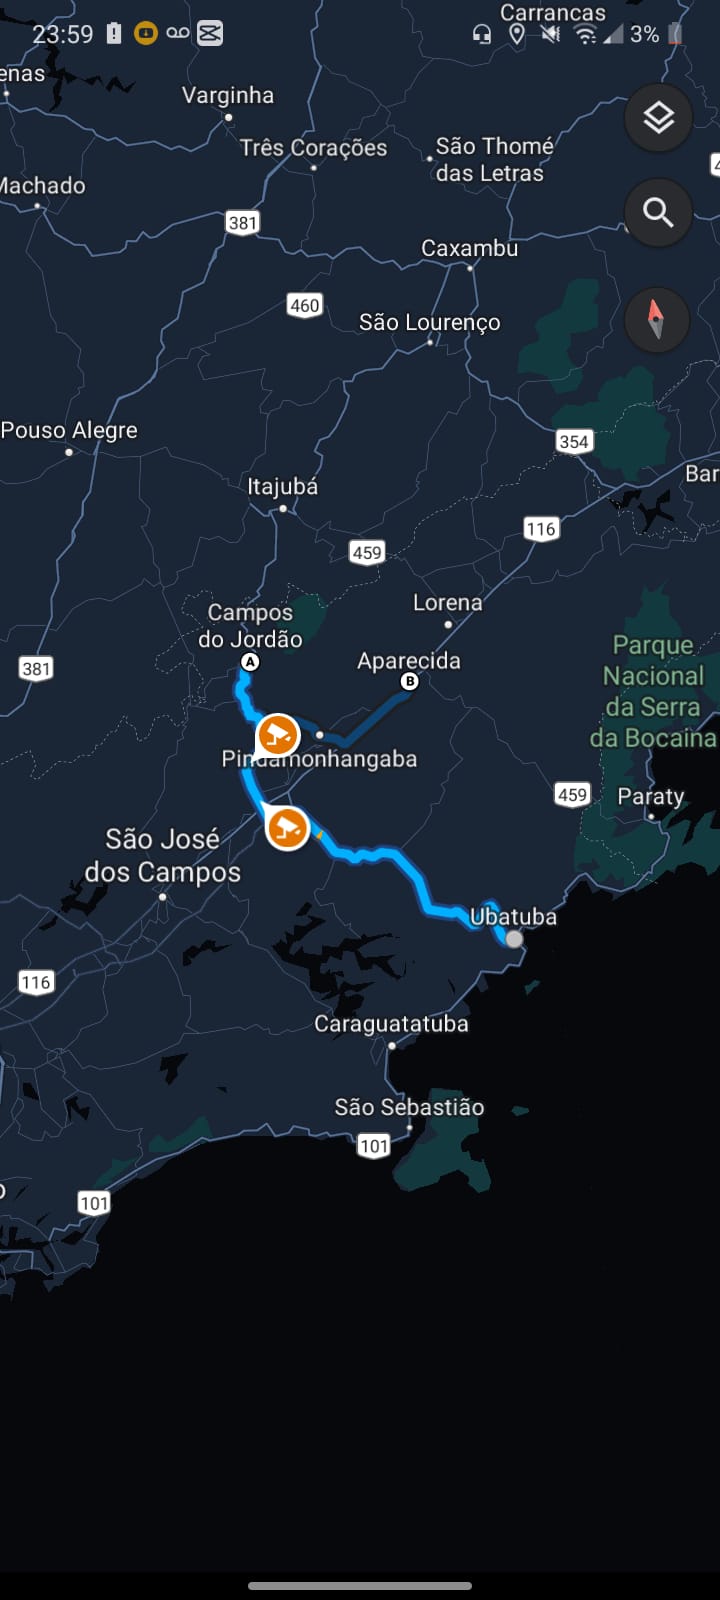 Carrancas
23:59
3%
enas
Varginha
Três Corações
São Thomé
das Letras
Machado
381
Caxambu
460
São Lourenço
Pouso Alegre
354
Itajubá
Bar
116
459
Lorena
Campos
do Jordão
A
Aparecida
B
381
Parque
Nacional
da Serra
da Bocaina
Pindamonhangaba
459
Paraty
São José
dos Campos
Ubatuba
116
Caraguatatuba
São Sebastião
101
101